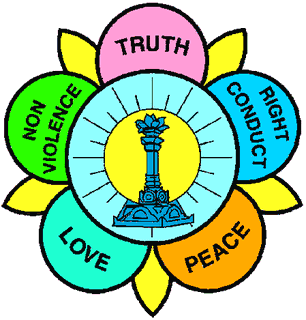 TRUTH
RIGHT
CONDUCT
PEACE
LOVE
NON
VIOLENCE